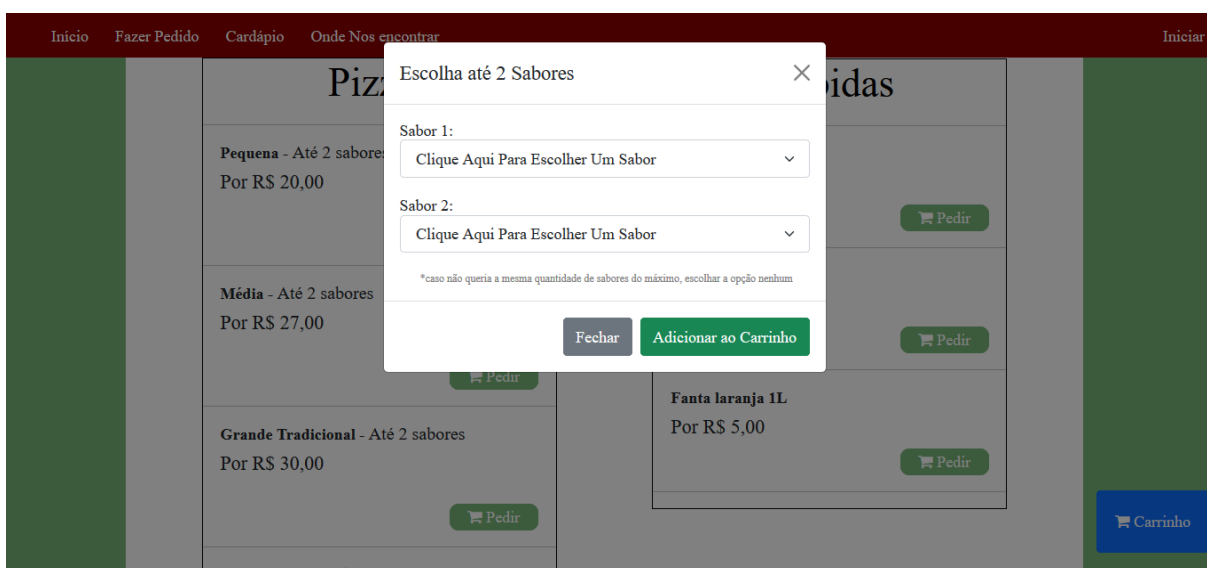 Início Fazer Pedido Cardápio Onde Nos encontrar Iniciar
Escolha até 2 Sabores
Sabor 1:
Clique Aqui Para Escolher Um Sabor
Sabor 2:
Clique Aqui Para Escolher Um Sabor
*caso não queria a mesma quantidade de sabores do máximo, escolhar a opção nenhum
Fechar Adicionar ao Carrinho
Pequena - Até 2 sabores
Por R$ 20,00
Média - Até 2 sabores
Por R$ 27,00
Pedir
Grande Tradicional - Até 2 sabores
Por R$ 30,00
Pedir
Pedir
Pedir
Fanta laranja 1L
Por R$ 5,00
Pedir
Carrinho